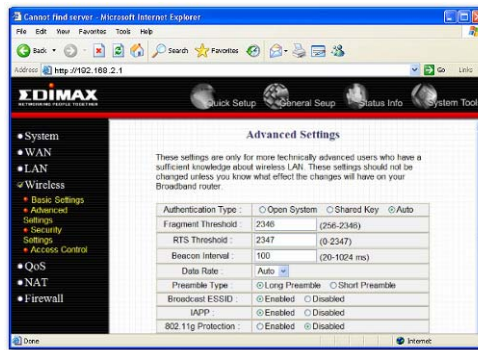 Cannot find server - Microsoft Internet Explorer
File Edit View Favorites Tools Help
Back Search Favorites
Address http://192.168.2.1 Go Links
EDIMAX
NETWORKING PEOPLE TOGETHER
Quick Setup General Seup Status Info System Tool
System
WAN
LAN
Wireless
Basic Settings
Advanced
Settings
Security
Settings
Access Control
QoS
NAT
Firewall
Advanced Settings
These settings are only for more technically advanced users who have a
sufficient knowledge about wireless LAN. These settings should not be
changed unless you know what effect the changes will have on your
Broadband router.
Authentication Type : Open System Shared Key Auto
Fragment Threshold : 2346 (256-2346)
RTS Threshold : 2347 (0-2347)
Beacon Interval : 100 (20-1024 ms)
Data Rate : Auto
Preamble Type : Long Preamble Short Preamble
Broadcast ESSID : Enabled Disabled
IAPP : Enabled Disabled
802.11g Protection : Enabled Disabled
Done Internet